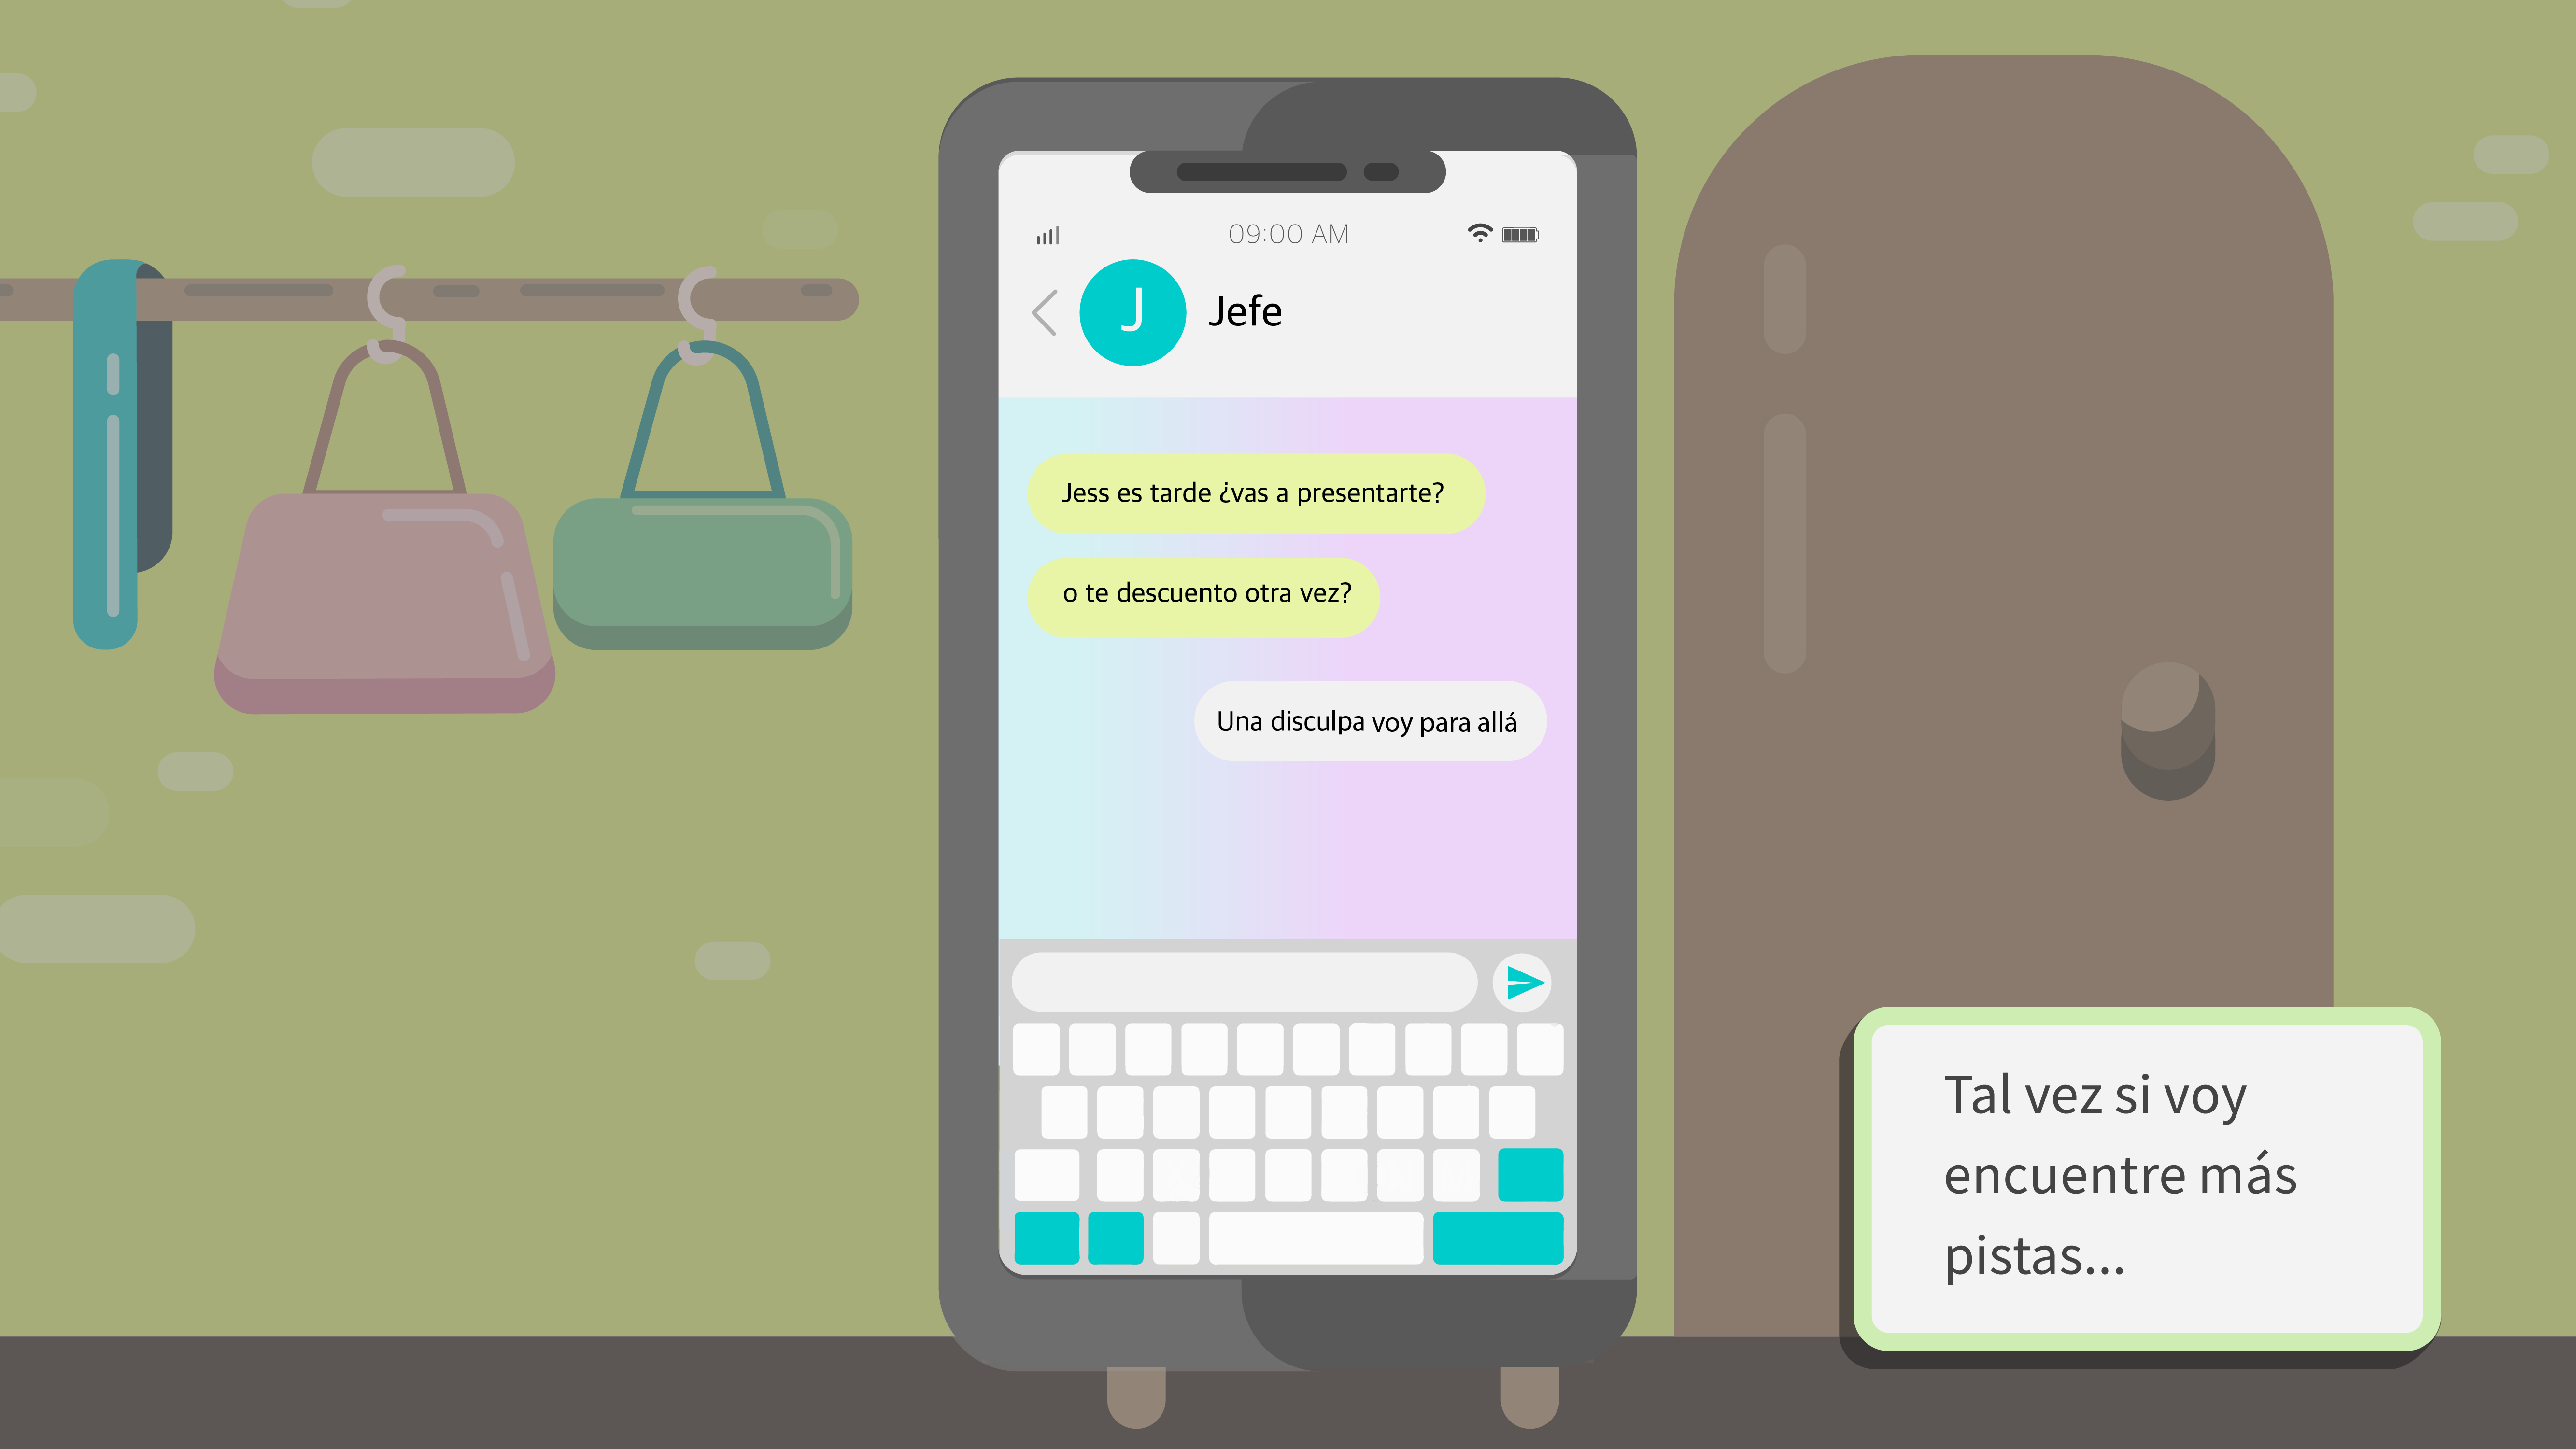 09:00 AM
J
Jefe
Jess es tarde ¿vas a presentarte?
o te descuento otra vez?
Una disculpa voy para allá
Tal vez si voy
encuentre más
pistas...